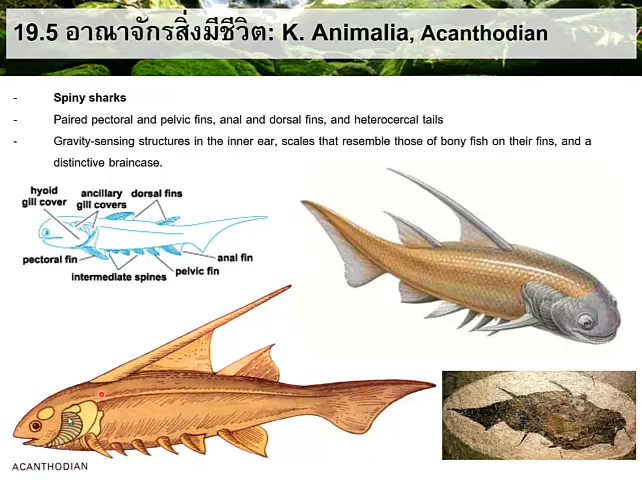 19.5 อาณาจักรสิ่งมีชีวิต: K. Animalia, Acanthodian
- Spiny sharks
- Paired pectoral and pelvic fins, anal and dorsal fins, and heterocercal tails
- Gravity-sensing structures in the inner ear, scales that resemble those of bony fish on their fins, and a
distinctive braincase.
hyoid
gill cover
ancillary
gill covers
dorsal fins
pectoral fin
intermediate spines
pelvic fin
anal fin
ACANTHODIAN